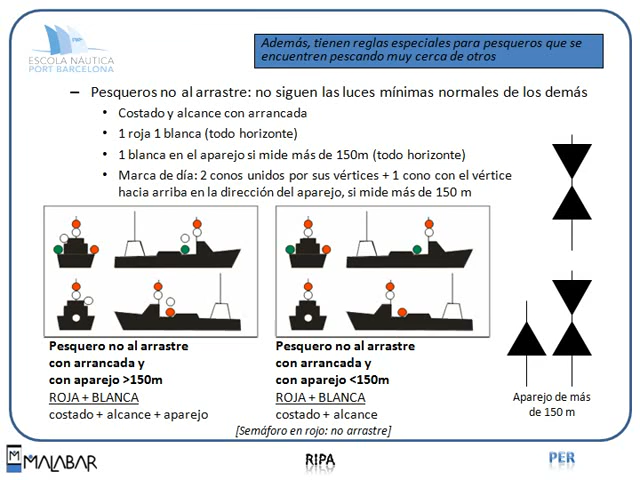 ESCOLA NÁUTICA
PORT BARCELONA
Además, tienen reglas especiales para pesqueros que se
encuentren pescando muy cerca de otros
– Pesqueros no al arrastre: no siguen las luces mínimas normales de los demás
• Costado y alcance con arrancada
• 1 roja 1 blanca (todo horizonte)
• 1 blanca en el aparejo si mide más de 150m (todo horizonte)
• Marca de día: 2 conos unidos por sus vértices + 1 cono con el vértice
hacia arriba en la dirección del aparejo, si mide más de 150 m
Pesquero no al arrastre
con arrancada y
con aparejo >150m
ROJA + BLANCA
costado + alcance + aparejo
Pesquero no al arrastre
con arrancada y
con aparejo <150m
ROJA + BLANCA
costado + alcance
Aparejo de más
de 150 m
[Semáforo en rojo: no arrastre]
MALABAR
RIPA
PER